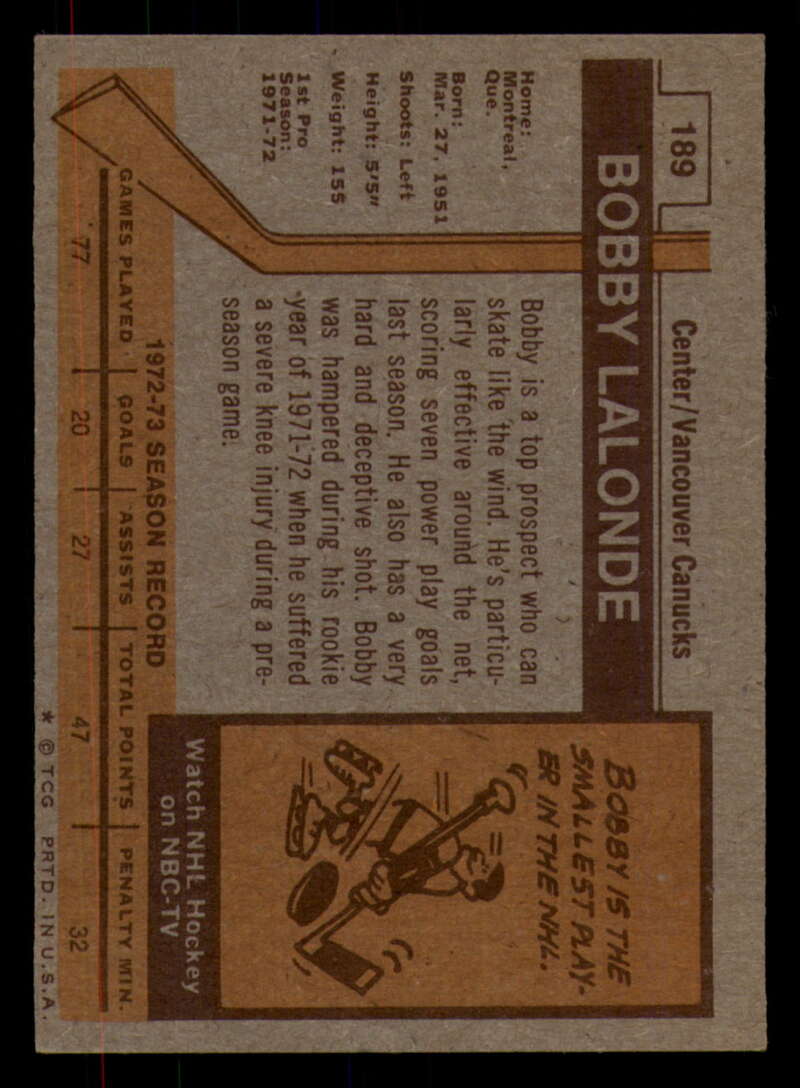 189
Center/Vancouver Canucks
BOBBY LALONDE
Home:
Montreal,
Que.
Born:
Mar. 27, 1951
Shoots: Left
Height: 5'5"
Weight: 155
1st Pro
Season:
1971-72
Bobby is a top prospect who can
skate like the wind. He's particu-
larly effective around the net,
scoring seven power play goals
last season. He also has a very
hard and deceptive shot. Bobby
was hampered during his rookie
year of 1971-72 when he suffered
a severe knee injury during a pre-
season game.
BOBBY IS THE
SMALLEST PLAY-
ER IN THE NHL.
Watch NHL Hockey
on NBC-TV
1972-73 SEASON RECORD
GAMES PLAYED GOALS ASSISTS TOTAL POINTS PENALTY MIN.
77 20 27 47 32
* © TCG PRTD. IN U.S.A.